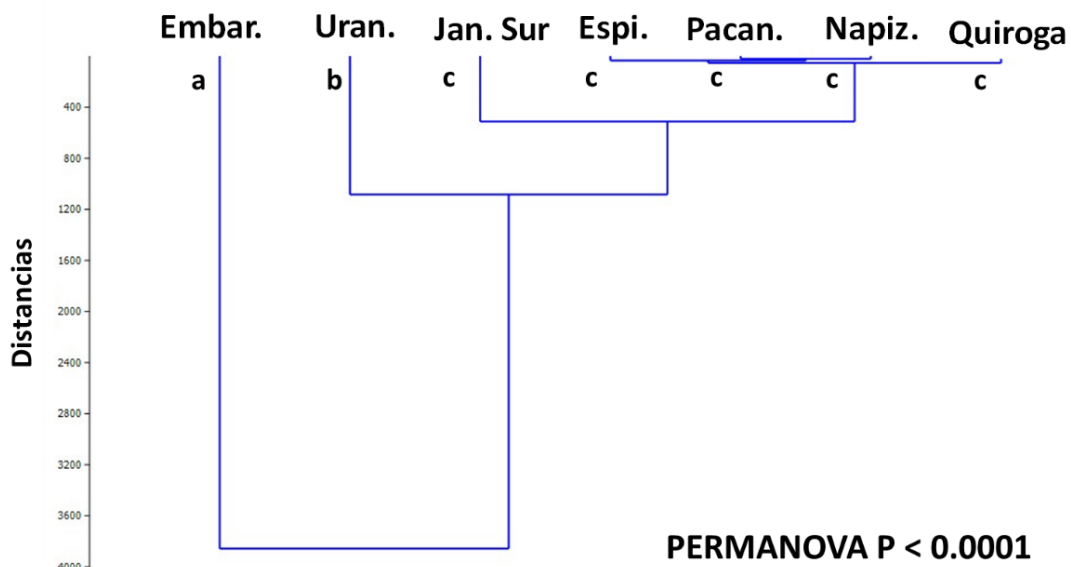 Embar. Uran. Jan. Sur Espi. Pacan. Napiz. Quiroga
a b c c c c c
400
800
1200
1600
2000
2400
2800
3200
3600
4000
Distancias
PERMANOVA P < 0.0001